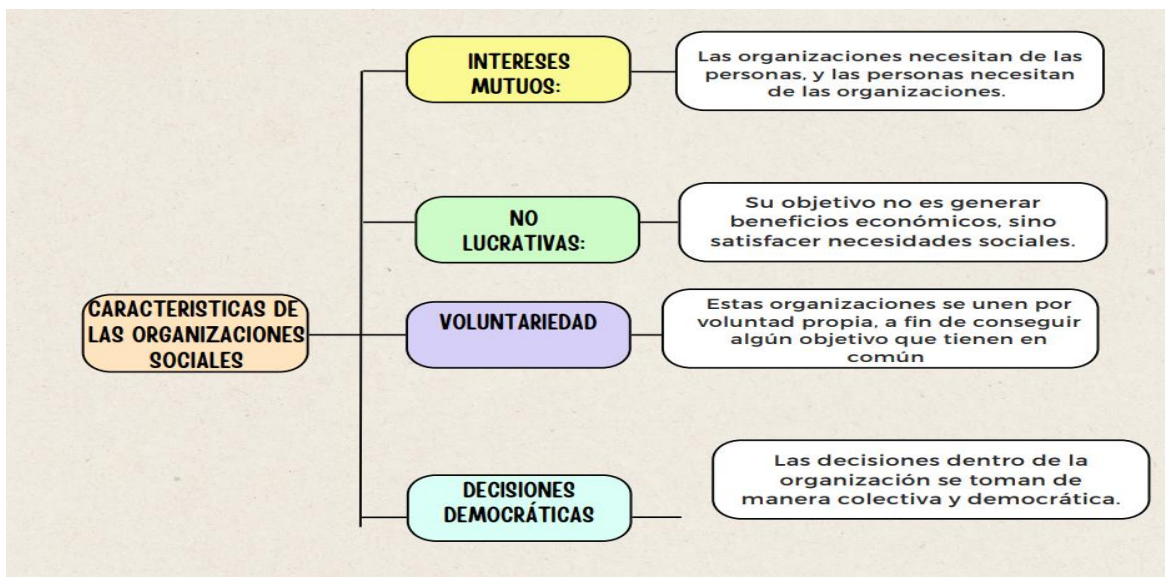 INTERESES
MUTUOS:
Las organizaciones necesitan de las
personas, y las personas necesitan
de las organizaciones.
NO
LUCRATIVAS:
Su objetivo no es generar
beneficios económicos, sino
satisfacer necesidades sociales.
CARACTERISTICAS DE
LAS ORGANIZACIONES
SOCIALES
VOLUNTARIEDAD
Estas organizaciones se unen por
voluntad propia, a fin de conseguir
algún objetivo que tienen en
común
DECISIONES
DEMOCRÁTICAS
Las decisiones dentro de la
organización se toman de
manera colectiva y democrática.